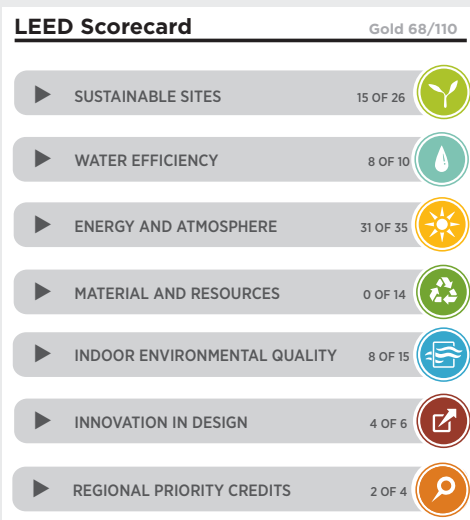 LEED Scorecard Gold 68/110
SUSTAINABLE SITES 15 OF 26
WATER EFFICIENCY 8 OF 10
ENERGY AND ATMOSPHERE 31 OF 35
MATERIAL AND RESOURCES 0 OF 14
INDOOR ENVIRONMENTAL QUALITY 8 OF 15
INNOVATION IN DESIGN 4 OF 6
REGIONAL PRIORITY CREDITS 2 OF 4